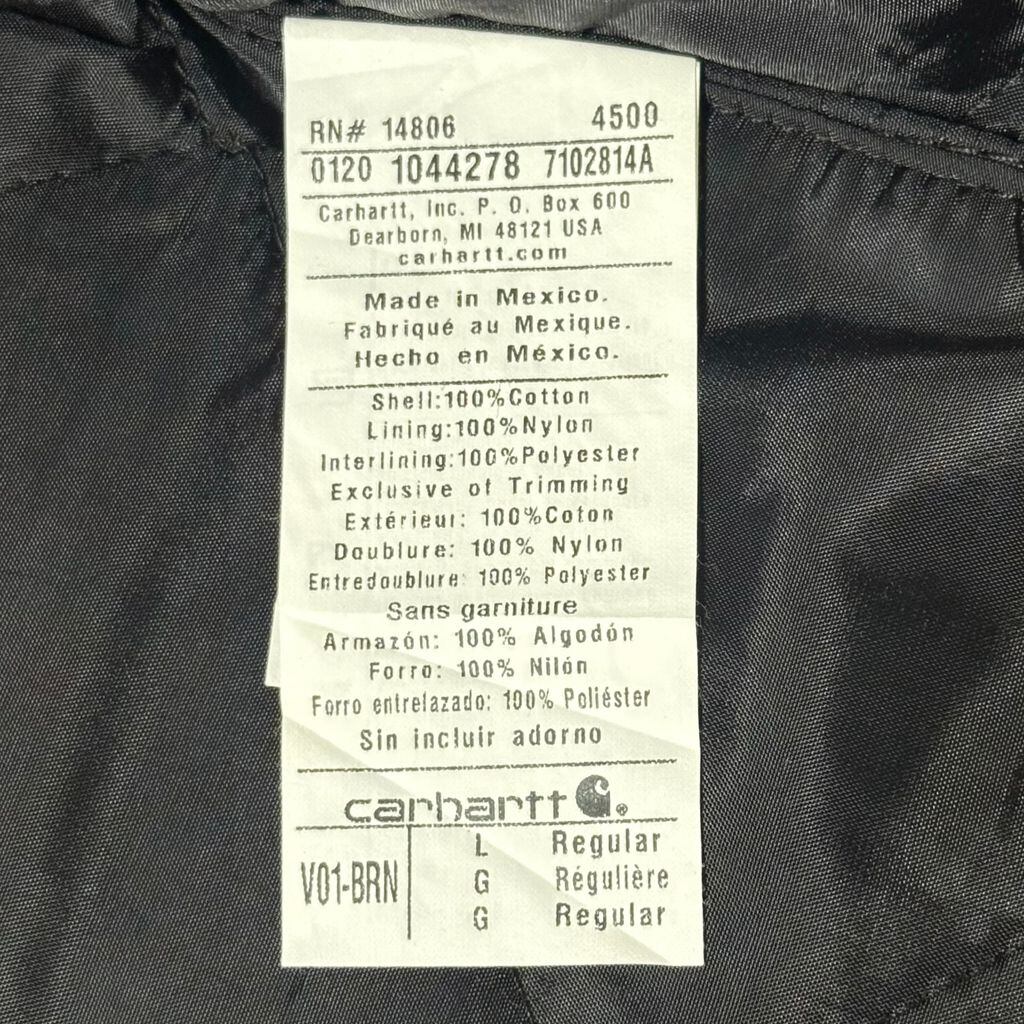 RN# 14806 4500
0120 1044278 7102814A
Carhartt, Inc. P. O. Box 600
Dearborn, MI 48121 USA
carhartt.com
Made in Mexico.
Fabriqué au Mexique.
Hecho en México.
Shell:100%Cotton
Lining:100%Nylon
Interlining:100%Polyester
Exclusive of Trimming
Extérieur: 100%Coton
Doublure: 100% Nylon
Entredoublure: 100% Polyester
Sans garniture
Armazón: 100% Algodón
Forro: 100% Nilón
Forro entrelazado: 100% Poliéster
Sin incluir adorno
carhartt®
V01-BRN
L Regular
G Régulière
G Regular